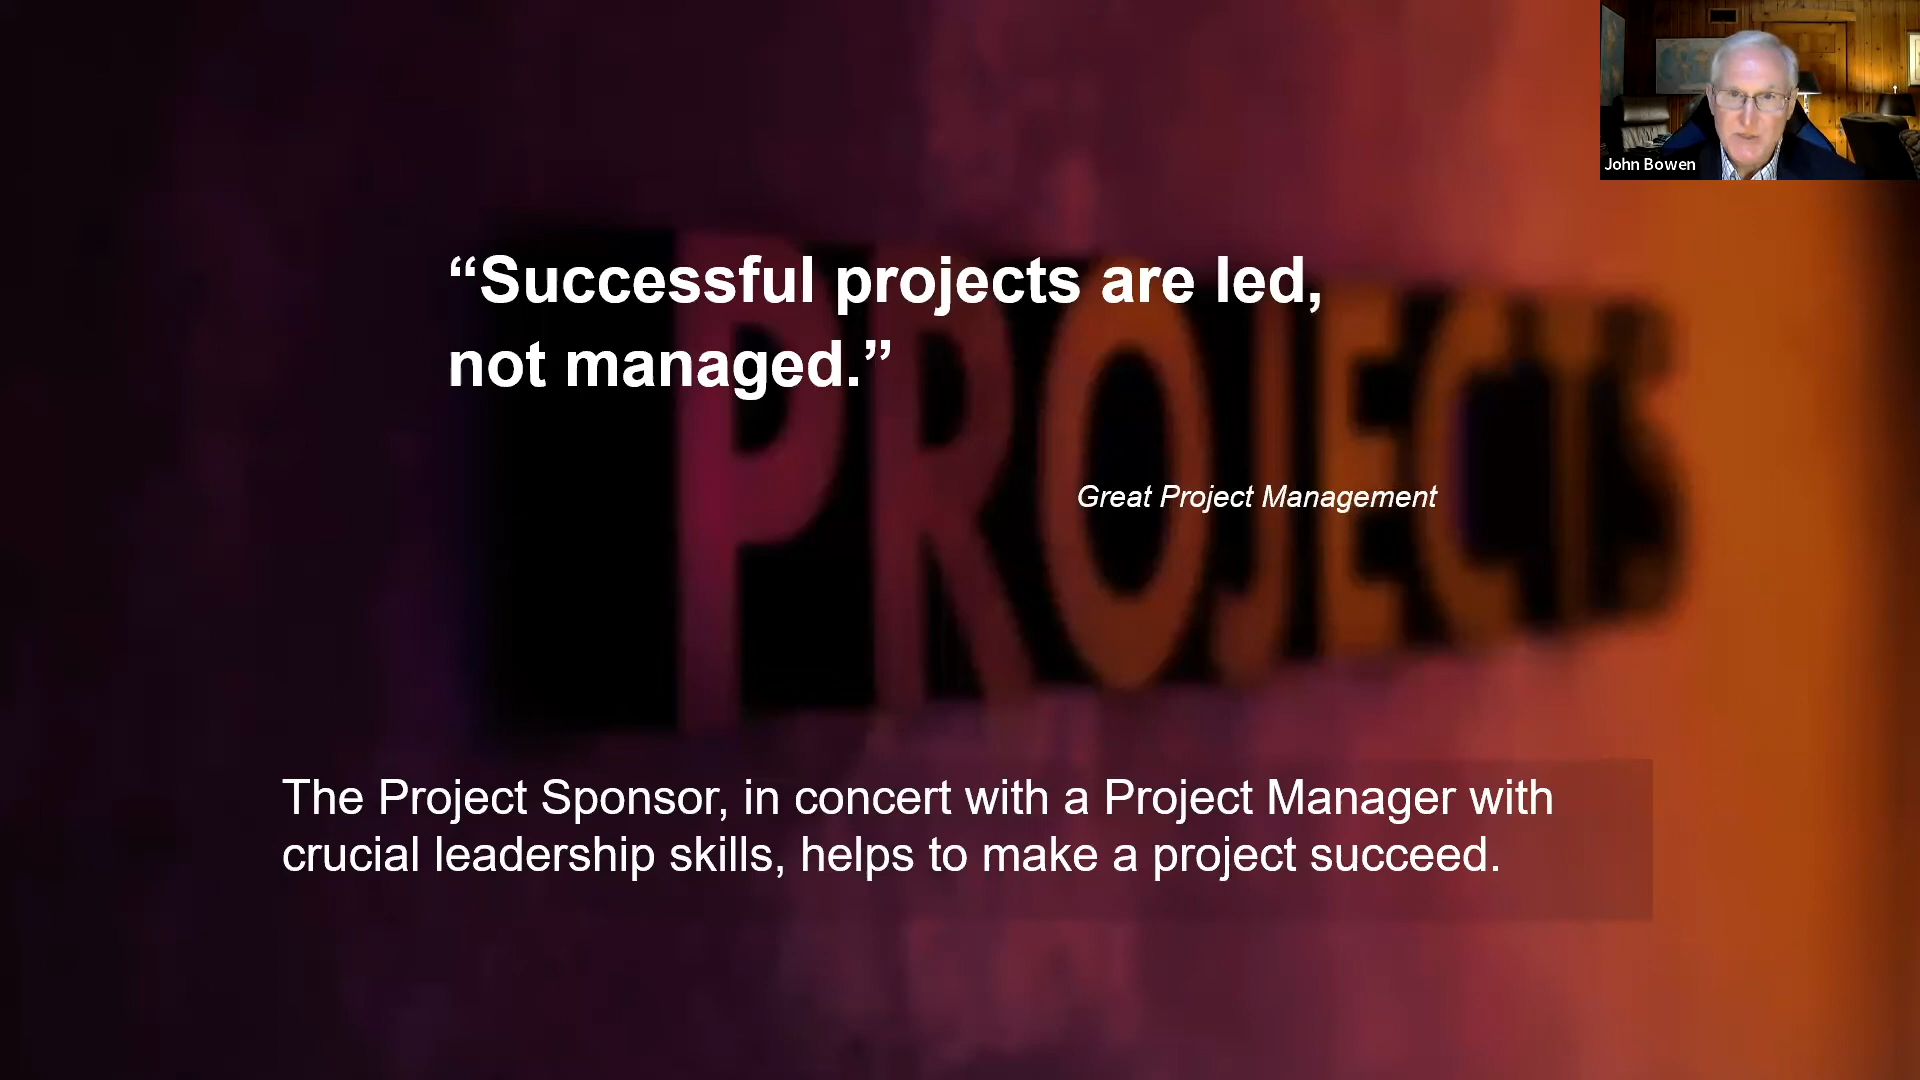 John Bowen
“Successful projects are led,
not managed.”
Great Project Management
PROJECTS
The Project Sponsor, in concert with a Project Manager with
crucial leadership skills, helps to make a project succeed.